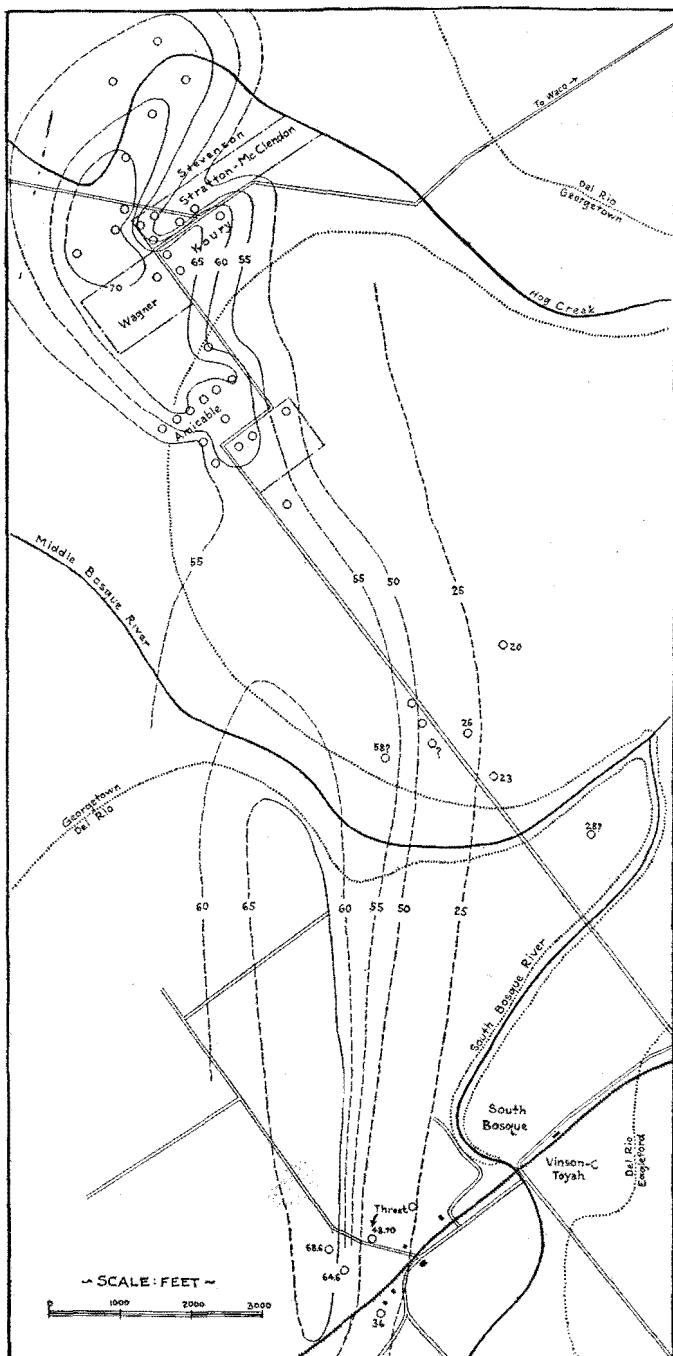 To Waco →
Stevenson
Stratton-McClendon
Del Rio
Georgetown
Koury
65
60
55
70
Wagner
Hog Creek
Amicable
Middle Bosque River
55
55
50
25
20
26
58?
?
23
28?
Georgetown
Del Rio
60
65
60
55
50
25
South Bosque River
South
Bosque
Vinson-C
Toyah
Del Rio
Eagleford
Threet
48.70
68.6
64.6
36
~ SCALE: FEET ~
0 1000 2000 3000